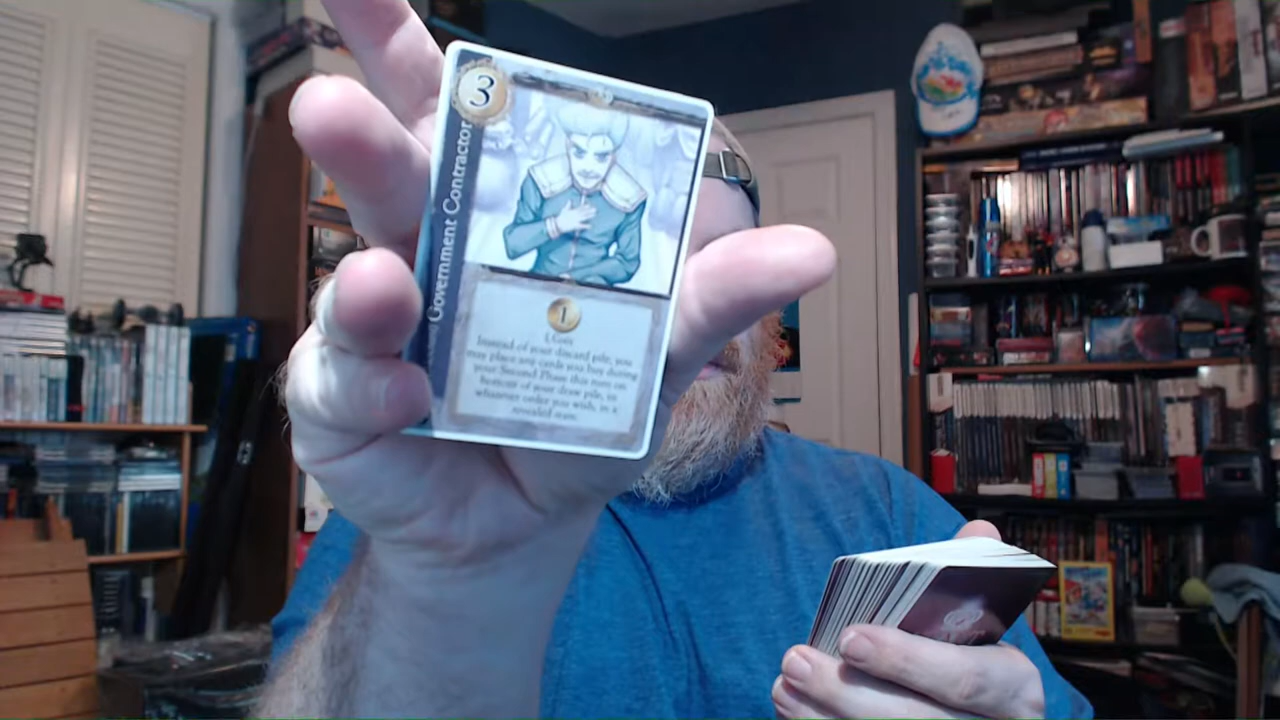 3
Government Contractor
1
1 Coin
Instead of your discard pile, you
may place any cards you buy during
your Second Phase this turn on
bottom of your draw pile, in
whatever order you wish, in a
revealed state.